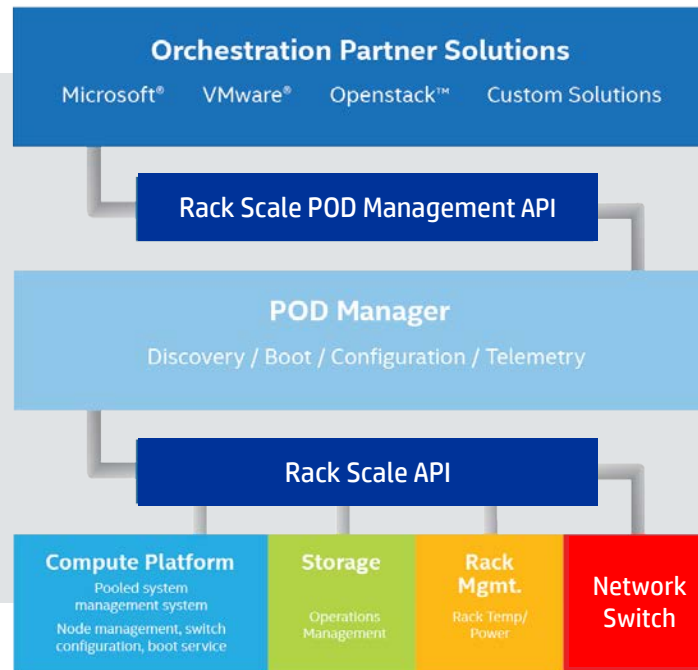 Orchestration Partner Solutions
Microsoft® VMware® Openstack™ Custom Solutions
Rack Scale POD Management API
POD Manager
Discovery / Boot / Configuration / Telemetry
Rack Scale API
Compute Platform
Pooled system
management system
Node management, switch
configuration, boot service
Storage
Operations
Management
Rack
Mgmt.
Rack Temp/
Power
Network
Switch